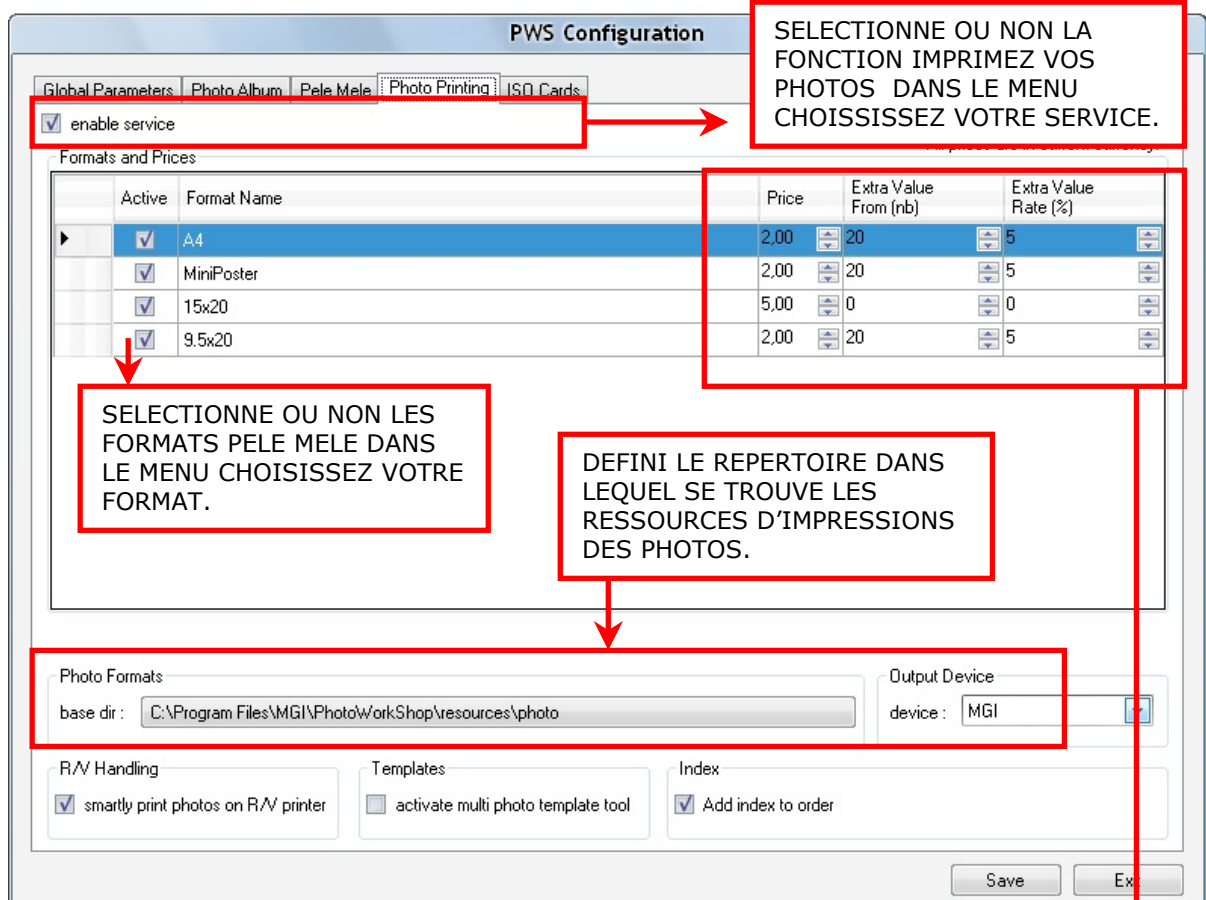 PWS Configuration
SELECTIONNE OU NON LA
FONCTION IMPRIMEZ VOS
PHOTOS DANS LE MENU
CHOISSISSEZ VOTRE SERVICE.
Global Parameters Photo Album Pele Mele Photo Printing ISO Cards
enable service
Formats and Prices
Active Format Name Price Extra Value From (nb) Extra Value Rate (%)
A4 2,00 20 5
MiniPoster 2,00 20 5
15x20 5,00 0 0
9.5x20 2,00 20 5
SELECTIONNE OU NON LES
FORMATS PELE MELE DANS
LE MENU CHOISISSEZ VOTRE
FORMAT.
DEFINI LE REPERTOIRE DANS
LEQUEL SE TROUVE LES
RESSOURCES D’IMPRESSIONS
DES PHOTOS.
Photo Formats Output Device
base dir : C:\Program Files\MGI\PhotoWorkShop\resources\photo device : MGI
R/V Handling Templates Index
smartly print photos on R/V printer activate multi photo template tool Add index to order
Save